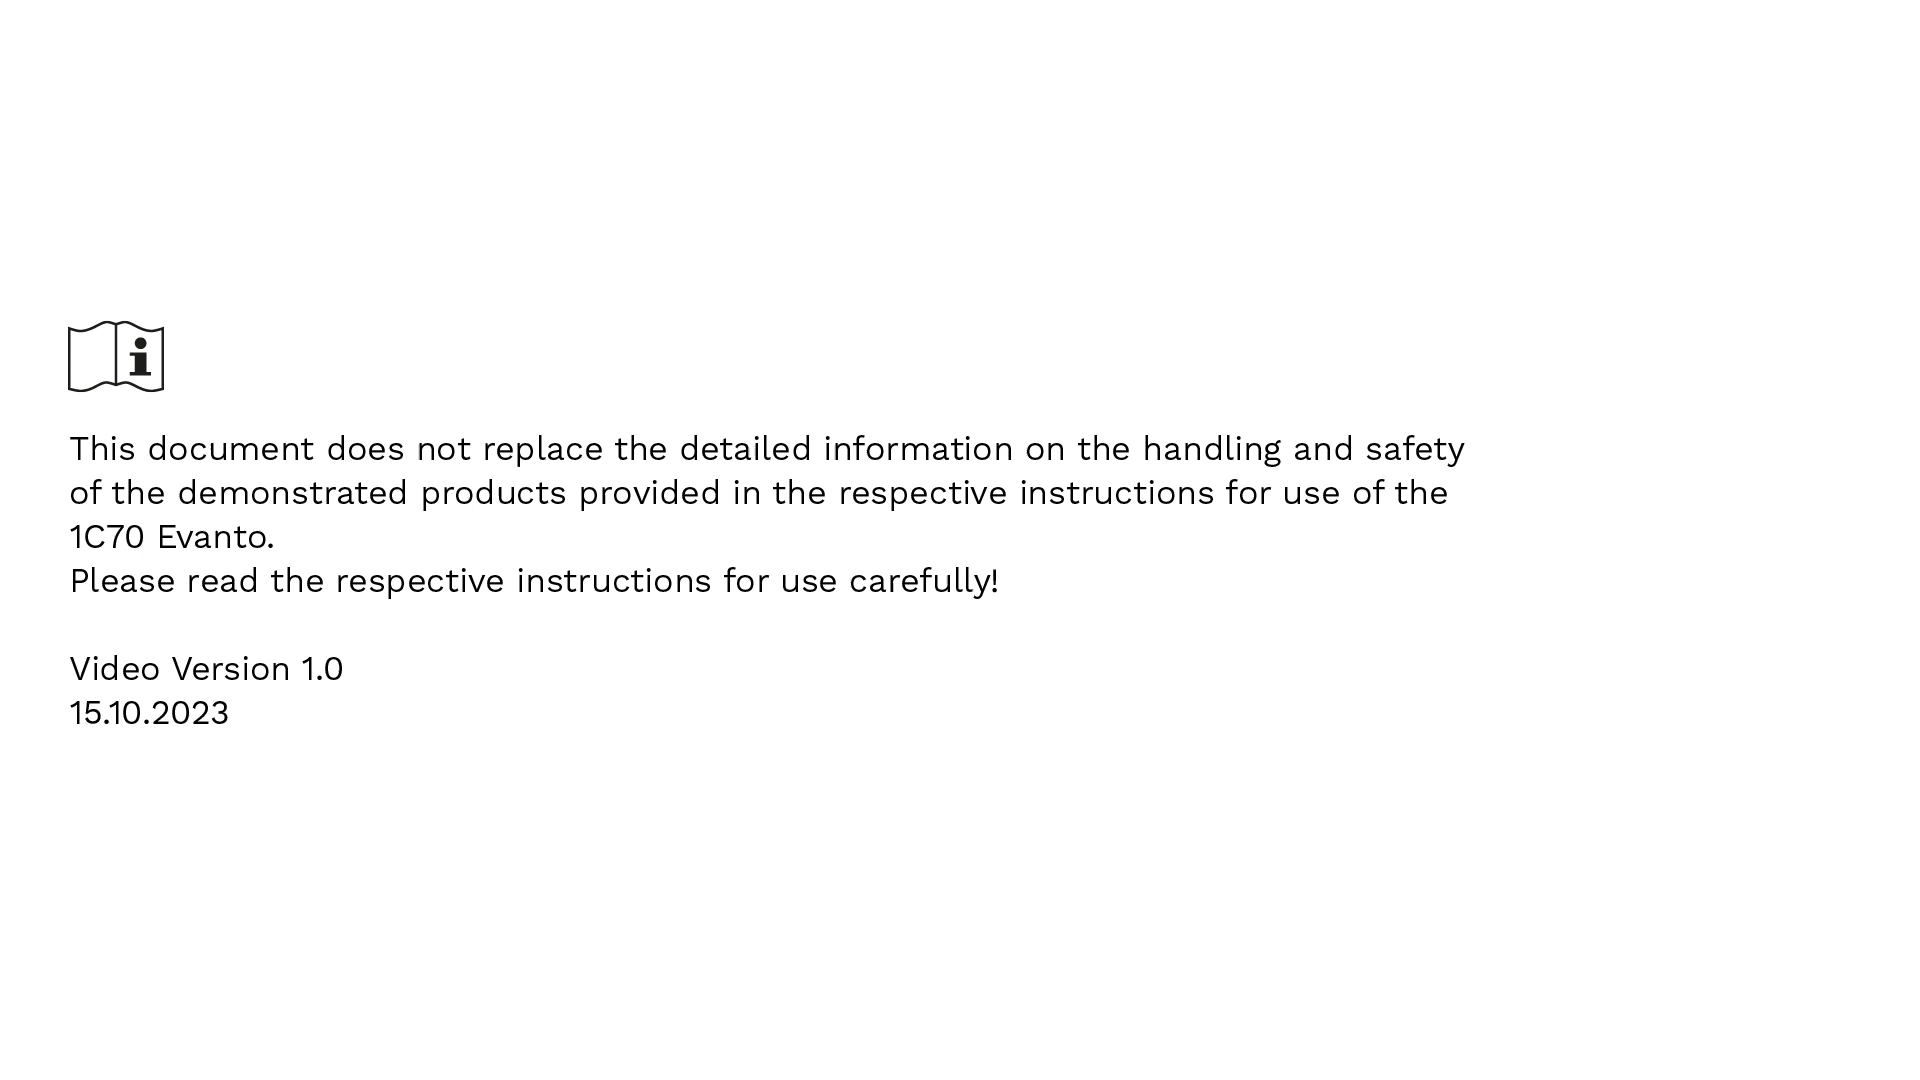 This document does not replace the detailed information on the handling and safety
of the demonstrated products provided in the respective instructions for use of the
1C70 Evanto.
Please read the respective instructions for use carefully!
Video Version 1.0
15.10.2023